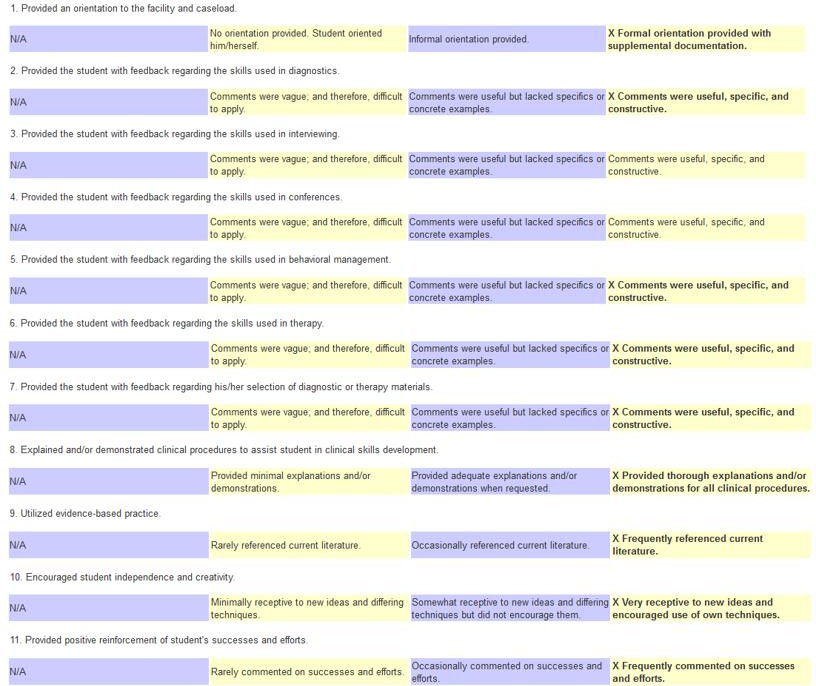 1. Provided an orientation to the facility and caseload.
N/A
No orientation provided. Student oriented
him/herself.
Informal orientation provided.
X Formal orientation provided with
supplemental documentation.
2. Provided the student with feedback regarding the skills used in diagnostics.
N/A
Comments were vague; and therefore, difficult
to apply.
Comments were useful but lacked specifics or
concrete examples.
X Comments were useful, specific, and
constructive.
3. Provided the student with feedback regarding the skills used in interviewing.
N/A
Comments were vague; and therefore, difficult
to apply.
Comments were useful but lacked specifics or
concrete examples.
Comments were useful, specific, and
constructive.
4. Provided the student with feedback regarding the skills used in conferences.
N/A
Comments were vague; and therefore, difficult
to apply.
Comments were useful but lacked specifics or
concrete examples.
Comments were useful, specific, and
constructive.
5. Provided the student with feedback regarding the skills used in behavioral management.
N/A
Comments were vague; and therefore, difficult
to apply.
Comments were useful but lacked specifics or
concrete examples.
X Comments were useful, specific, and
constructive.
6. Provided the student with feedback regarding the skills used in therapy.
N/A
Comments were vague; and therefore, difficult
to apply.
Comments were useful but lacked specifics or
concrete examples.
X Comments were useful, specific, and
constructive.
7. Provided the student with feedback regarding his/her selection of diagnostic or therapy materials.
N/A
Comments were vague; and therefore, difficult
to apply.
Comments were useful but lacked specifics or
concrete examples.
X Comments were useful, specific, and
constructive.
8. Explained and/or demonstrated clinical procedures to assist student in clinical skills development.
N/A
Provided minimal explanations and/or
demonstrations.
Provided adequate explanations and/or
demonstrations when requested.
X Provided thorough explanations and/or
demonstrations for all clinical procedures.
9. Utilized evidence-based practice.
N/A
Rarely referenced current literature.
Occasionally referenced current literature.
X Frequently referenced current
literature.
10. Encouraged student independence and creativity.
N/A
Minimally receptive to new ideas and differing
techniques.
Somewhat receptive to new ideas and differing
techniques but did not encourage them.
X Very receptive to new ideas and
encouraged use of own techniques.
11. Provided positive reinforcement of student's successes and efforts.
N/A
Rarely commented on successes and efforts.
Occasionally commented on successes and
efforts.
X Frequently commented on successes
and efforts.